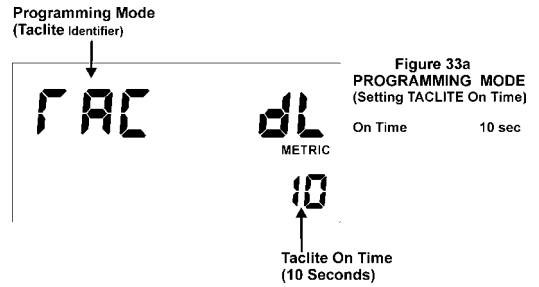 Programming Mode
(Taclite Identifier)
Figure 33a
PROGRAMMING MODE
(Setting TACLITE On Time)
On Time 10 sec
TAC dL
METRIC
10
Taclite On Time
(10 Seconds)